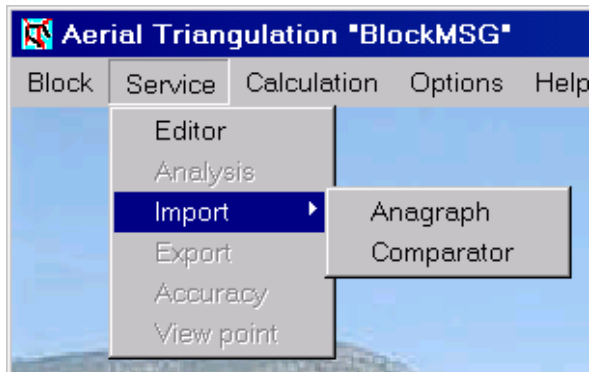 Aerial Triangulation "BlockMSG"
Block Service Calculation Options Help
Editor
Analysis
Import
Anagraph
Comparator
Export
Accuracy
View point